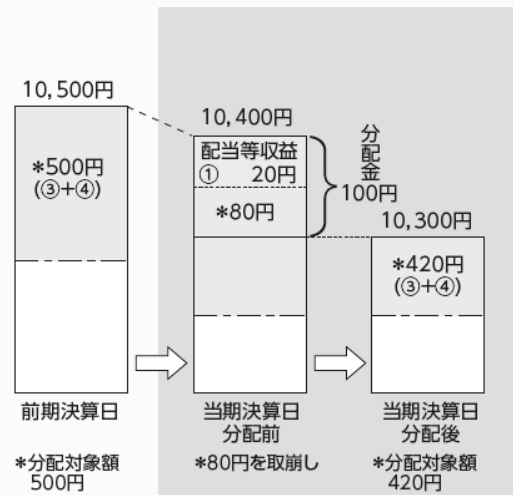 10,500円
*500円
(③+④)
前期決算日
*分配対象額
500円
10,400円
配当等収益
① 20円
*80円
分配金
100円
当期決算日
分配前
*80円を取崩し
10,300円
*420円
(③+④)
当期決算日
分配後
*分配対象額
420円